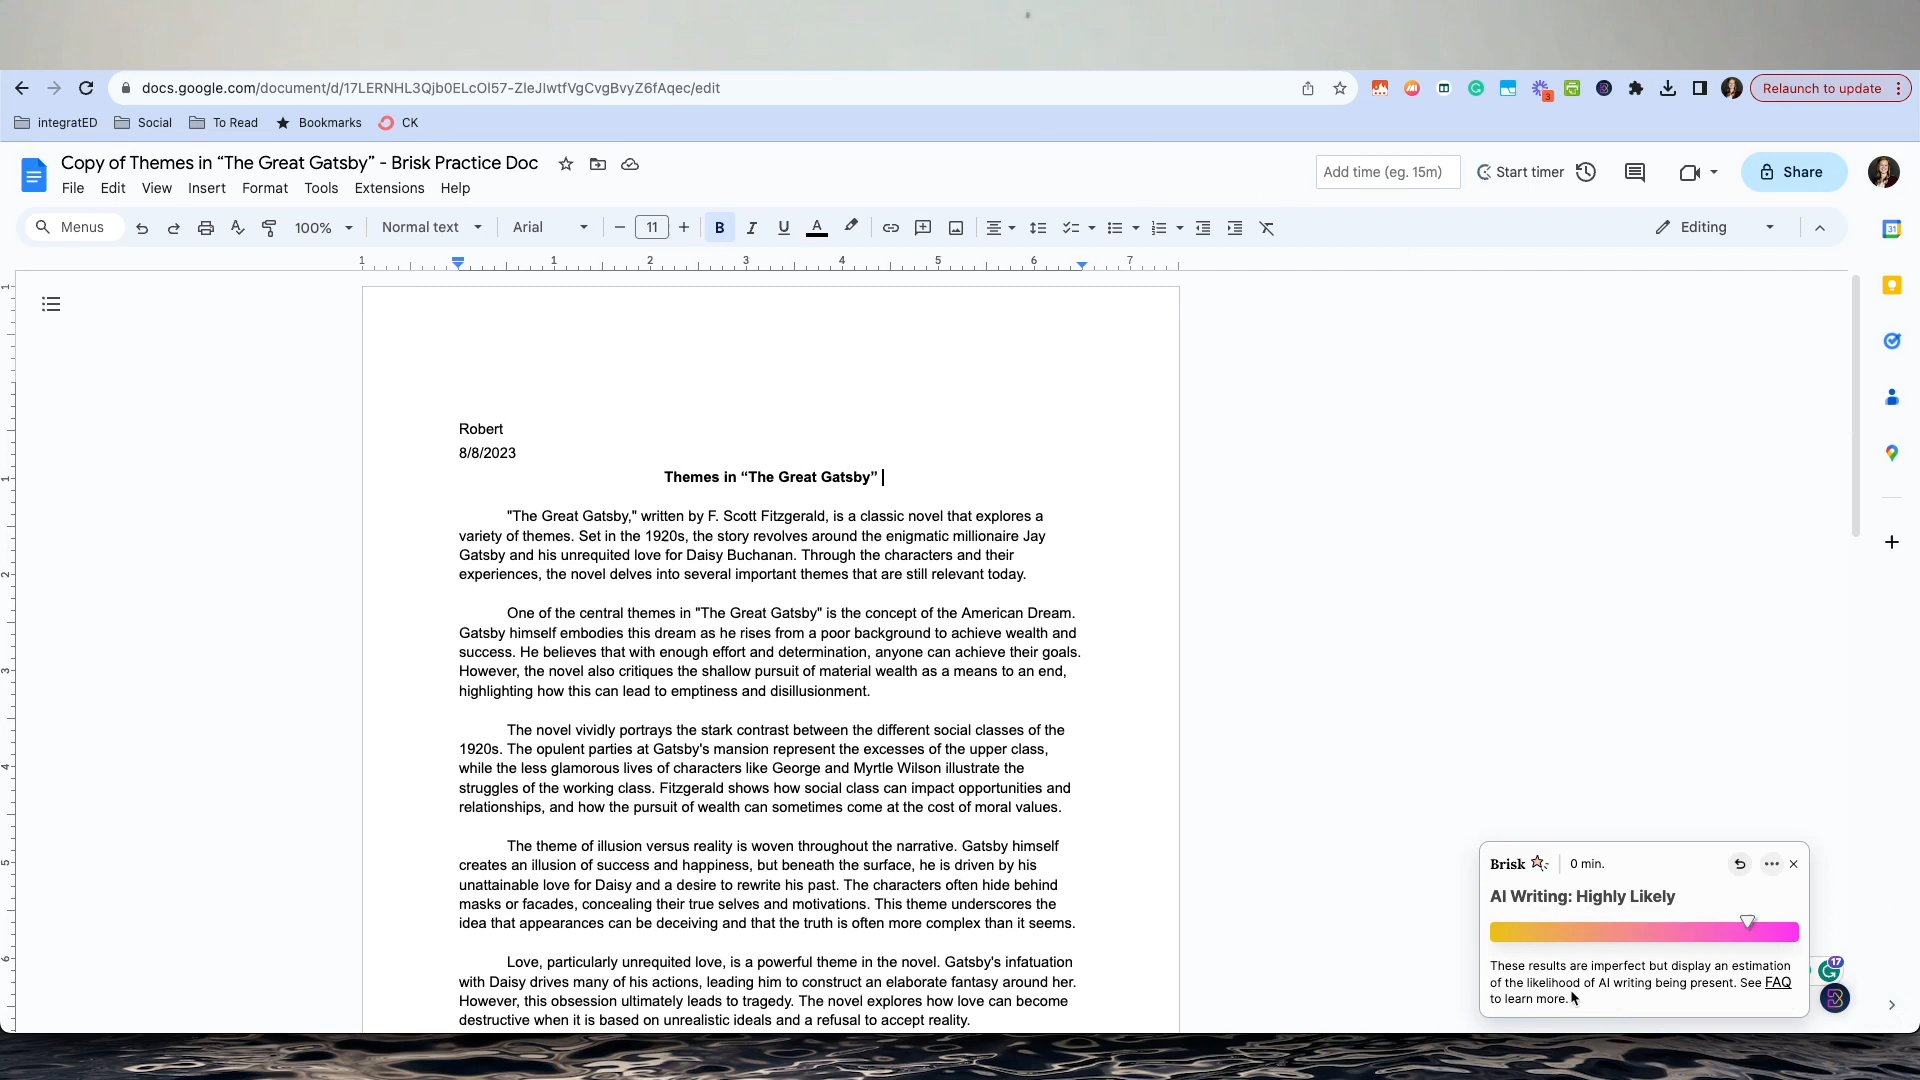 docs.google.com/document/d/17LERNHL3Qjb0ELcOI57-ZleJIwtfVgCvgBvyZ6fAqec/edit
3
Relaunch to update
integratED
Social
To Read
Bookmarks
CK
Copy of Themes in “The Great Gatsby” - Brisk Practice Doc
File Edit View Insert Format Tools Extensions Help
Add time (eg. 15m)
Start timer
Share
Menus
100%
Normal text
Arial
11
B I U A
Editing
31
1 1 2 3 4 5 6 7
1
1
2
3
4
5
6
Robert
8/8/2023
Themes in “The Great Gatsby”
"The Great Gatsby," written by F. Scott Fitzgerald, is a classic novel that explores a
variety of themes. Set in the 1920s, the story revolves around the enigmatic millionaire Jay
Gatsby and his unrequited love for Daisy Buchanan. Through the characters and their
experiences, the novel delves into several important themes that are still relevant today.
One of the central themes in "The Great Gatsby" is the concept of the American Dream.
Gatsby himself embodies this dream as he rises from a poor background to achieve wealth and
success. He believes that with enough effort and determination, anyone can achieve their goals.
However, the novel also critiques the shallow pursuit of material wealth as a means to an end,
highlighting how this can lead to emptiness and disillusionment.
The novel vividly portrays the stark contrast between the different social classes of the
1920s. The opulent parties at Gatsby's mansion represent the excesses of the upper class,
while the less glamorous lives of characters like George and Myrtle Wilson illustrate the
struggles of the working class. Fitzgerald shows how social class can impact opportunities and
relationships, and how the pursuit of wealth can sometimes come at the cost of moral values.
The theme of illusion versus reality is woven throughout the narrative. Gatsby himself
creates an illusion of success and happiness, but beneath the surface, he is driven by his
unattainable love for Daisy and a desire to rewrite his past. The characters often hide behind
masks or facades, concealing their true selves and motivations. This theme underscores the
idea that appearances can be deceiving and that the truth is often more complex than it seems.
Love, particularly unrequited love, is a powerful theme in the novel. Gatsby's infatuation
with Daisy drives many of his actions, leading him to construct an elaborate fantasy around her.
However, this obsession ultimately leads to tragedy. The novel explores how love can become
destructive when it is based on unrealistic ideals and a refusal to accept reality.
Brisk
0 min.
AI Writing: Highly Likely
These results are imperfect but display an estimation
of the likelihood of AI writing being present. See FAQ
to learn more.
17